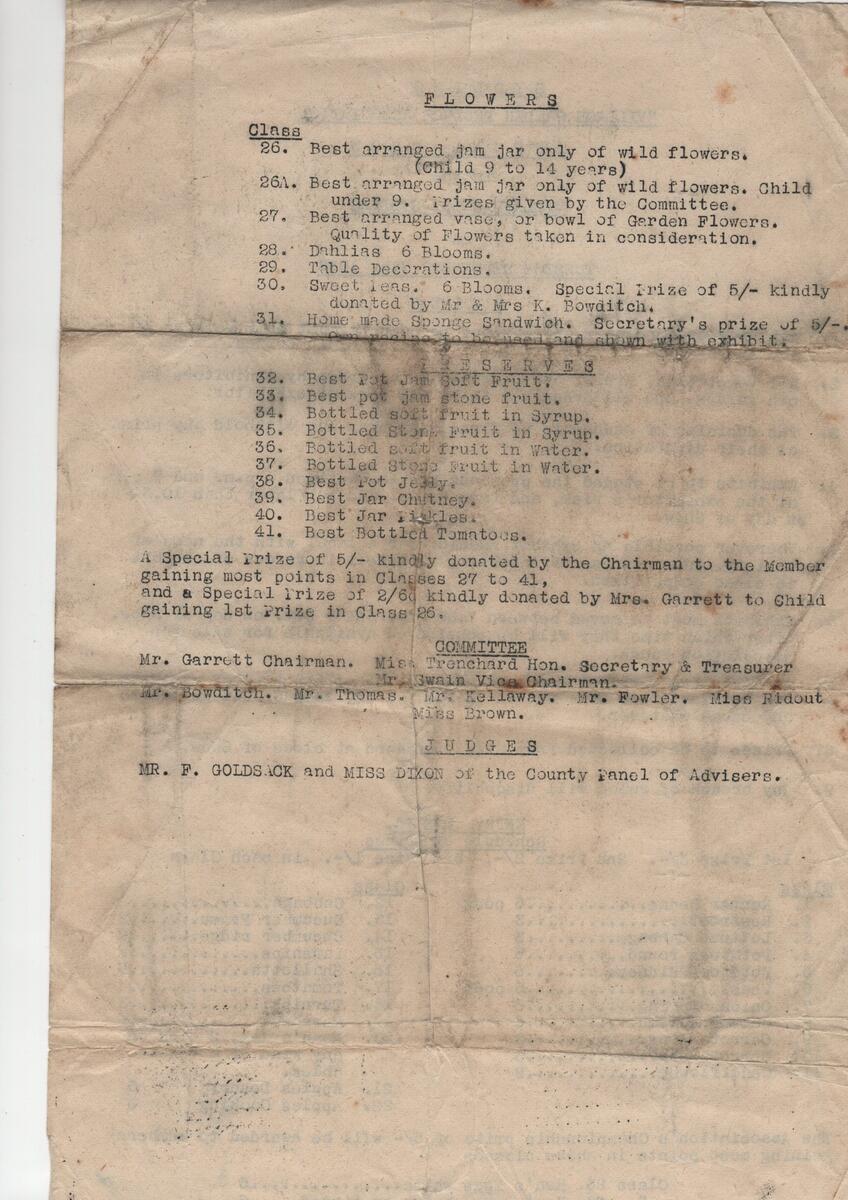 FLOWERS
Class
26. Best arranged jam jar only of wild flowers.
(Child 9 to 14 years)
26A. Best arranged jam jar only of wild flowers. Child
under 9. Prizes given by the Committee.
27. Best arranged vase, or bowl of Garden Flowers.
Quality of Flowers taken in consideration.
28. Dahlias 6 Blooms.
29. Table Decorations.
30. Sweet Peas. 6 Blooms. Special Prize of 5/- kindly
donated by Mr & Mrs K. Bowditch.
31. Home made Sponge Sandwich. Secretary's prize of 5/-.
Own recipe to be used and shown with exhibit.
PRESERVES
32. Best Pot Jam Soft Fruit.
33. Best pot jam stone fruit.
34. Bottled soft fruit in Syrup.
35. Bottled Stone Fruit in Syrup.
36. Bottled soft fruit in Water.
37. Bottled Stone Fruit in Water.
38. Best Pot Jelly.
39. Best Jar Chutney.
40. Best Jar Pickles.
41. Best Bottled Tomatoes.
A Special Prize of 5/- kindly donated by the Chairman to the Member
gaining most points in Classes 27 to 41,
and a Special Prize of 2/6d kindly donated by Mrs. Garrett to Child
gaining 1st Prize in Class 26.
COMMITTEE
Mr. Garrett Chairman. Miss Trenchard Hon. Secretary & Treasurer
Mr. Swain Vice Chairman.
Mr. Bowditch. Mr. Thomas. Mr. Kellaway. Mr. Fowler. Miss Ridout
Miss Brown.
JUDGES
MR. F. GOLDSACK and MISS DIXON of the County Panel of Advisers.